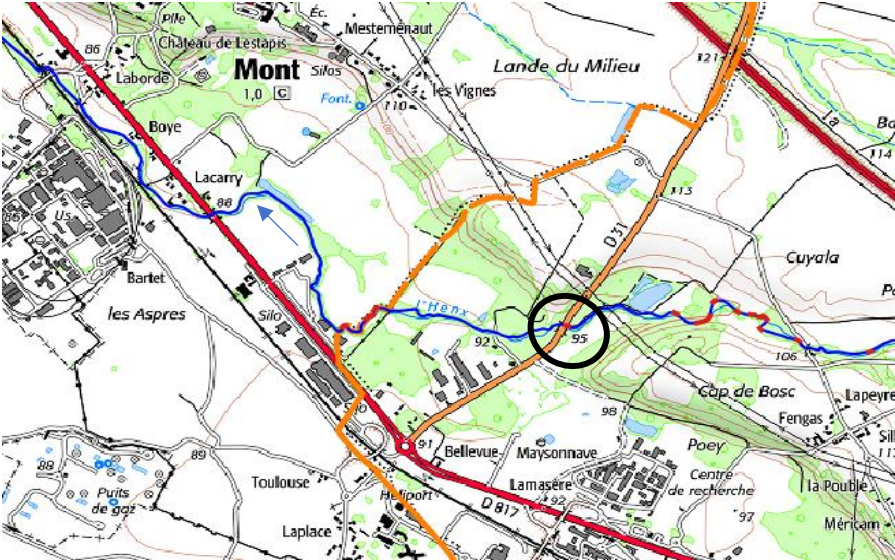 Pile
Éc.
Mestemenaut
86
Château de Lestapis
Mont
Silos
Lande du Milieu
121
Laborde
1,0 C
Font.
les Vignes
110
Boye
114
Lacarry
113
88
Us.
D 31
Cuyala
Bartet
les Aspres
l'Henx
Silo
92
95
106
Cap de Bosc
Lapeyre
98
Fengas
91
Bellevue
Maysonnave
Poey
89
88
Toulouse
Lamasère
Centre
de recherche
la Pouble
Puits
de gaz
Héliport
D 817
92
97
Laplace
Méricam